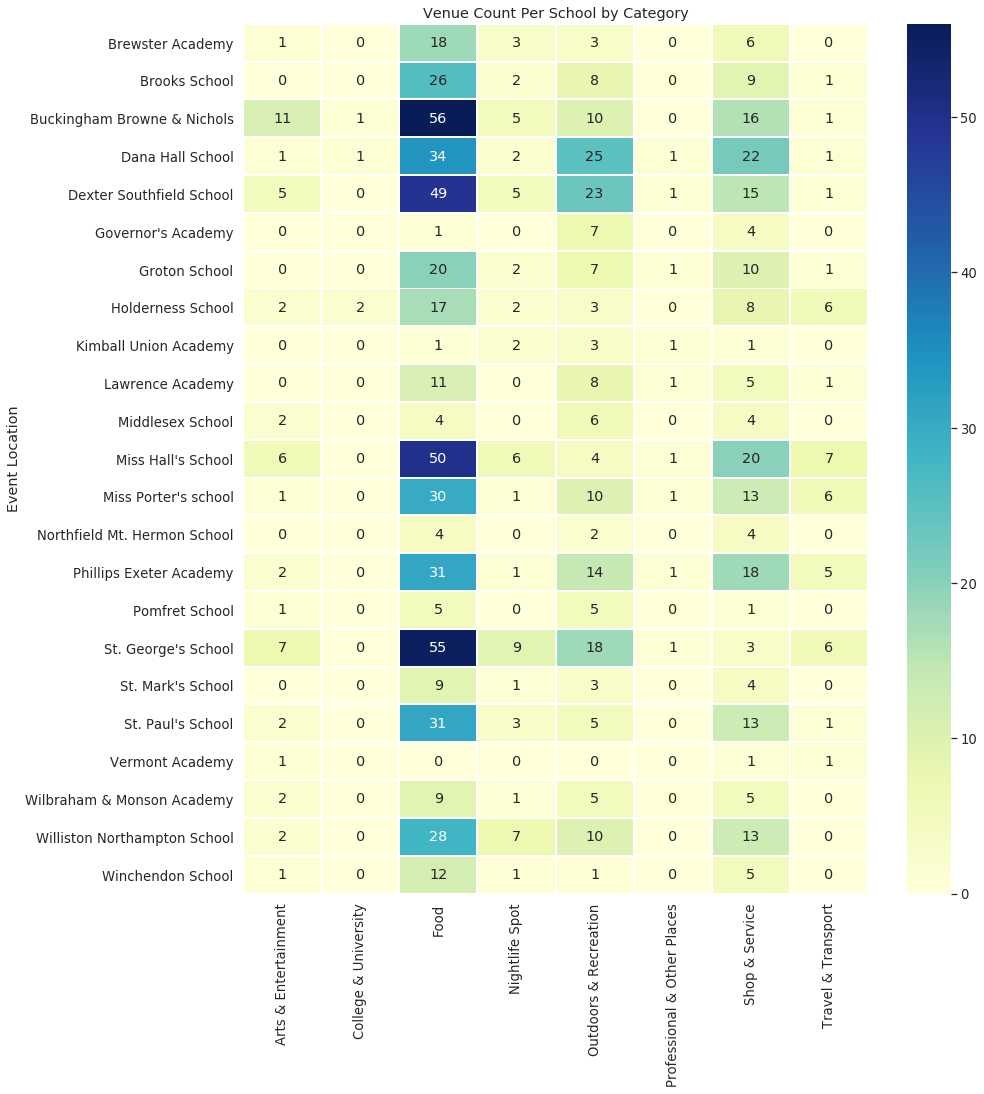 Venue Count Per School by Category
Event Location
Brewster Academy 1 0 18 3 3 0 6 0
Brooks School 0 0 26 2 8 0 9 1
Buckingham Browne & Nichols 11 1 56 5 10 0 16 1
Dana Hall School 1 1 34 2 25 1 22 1
Dexter Southfield School 5 0 49 5 23 1 15 1
Governor's Academy 0 0 1 0 7 0 4 0
Groton School 0 0 20 2 7 1 10 1
Holderness School 2 2 17 2 3 0 8 6
Kimball Union Academy 0 0 1 2 3 1 1 0
Lawrence Academy 0 0 11 0 8 1 5 1
Middlesex School 2 0 4 0 6 0 4 0
Miss Hall's School 6 0 50 6 4 1 20 7
Miss Porter's school 1 0 30 1 10 1 13 6
Northfield Mt. Hermon School 0 0 4 0 2 0 4 0
Phillips Exeter Academy 2 0 31 1 14 1 18 5
Pomfret School 1 0 5 0 5 0 1 0
St. George's School 7 0 55 9 18 1 3 6
St. Mark's School 0 0 9 1 3 0 4 0
St. Paul's School 2 0 31 3 5 0 13 1
Vermont Academy 1 0 0 0 0 0 1 1
Wilbraham & Monson Academy 2 0 9 1 5 0 5 0
Williston Northampton School 2 0 28 7 10 0 13 0
Winchendon School 1 0 12 1 1 0 5 0
Arts & Entertainment
College & University
Food
Nightlife Spot
Outdoors & Recreation
Professional & Other Places
Shop & Service
Travel & Transport
50
40
30
20
10
0